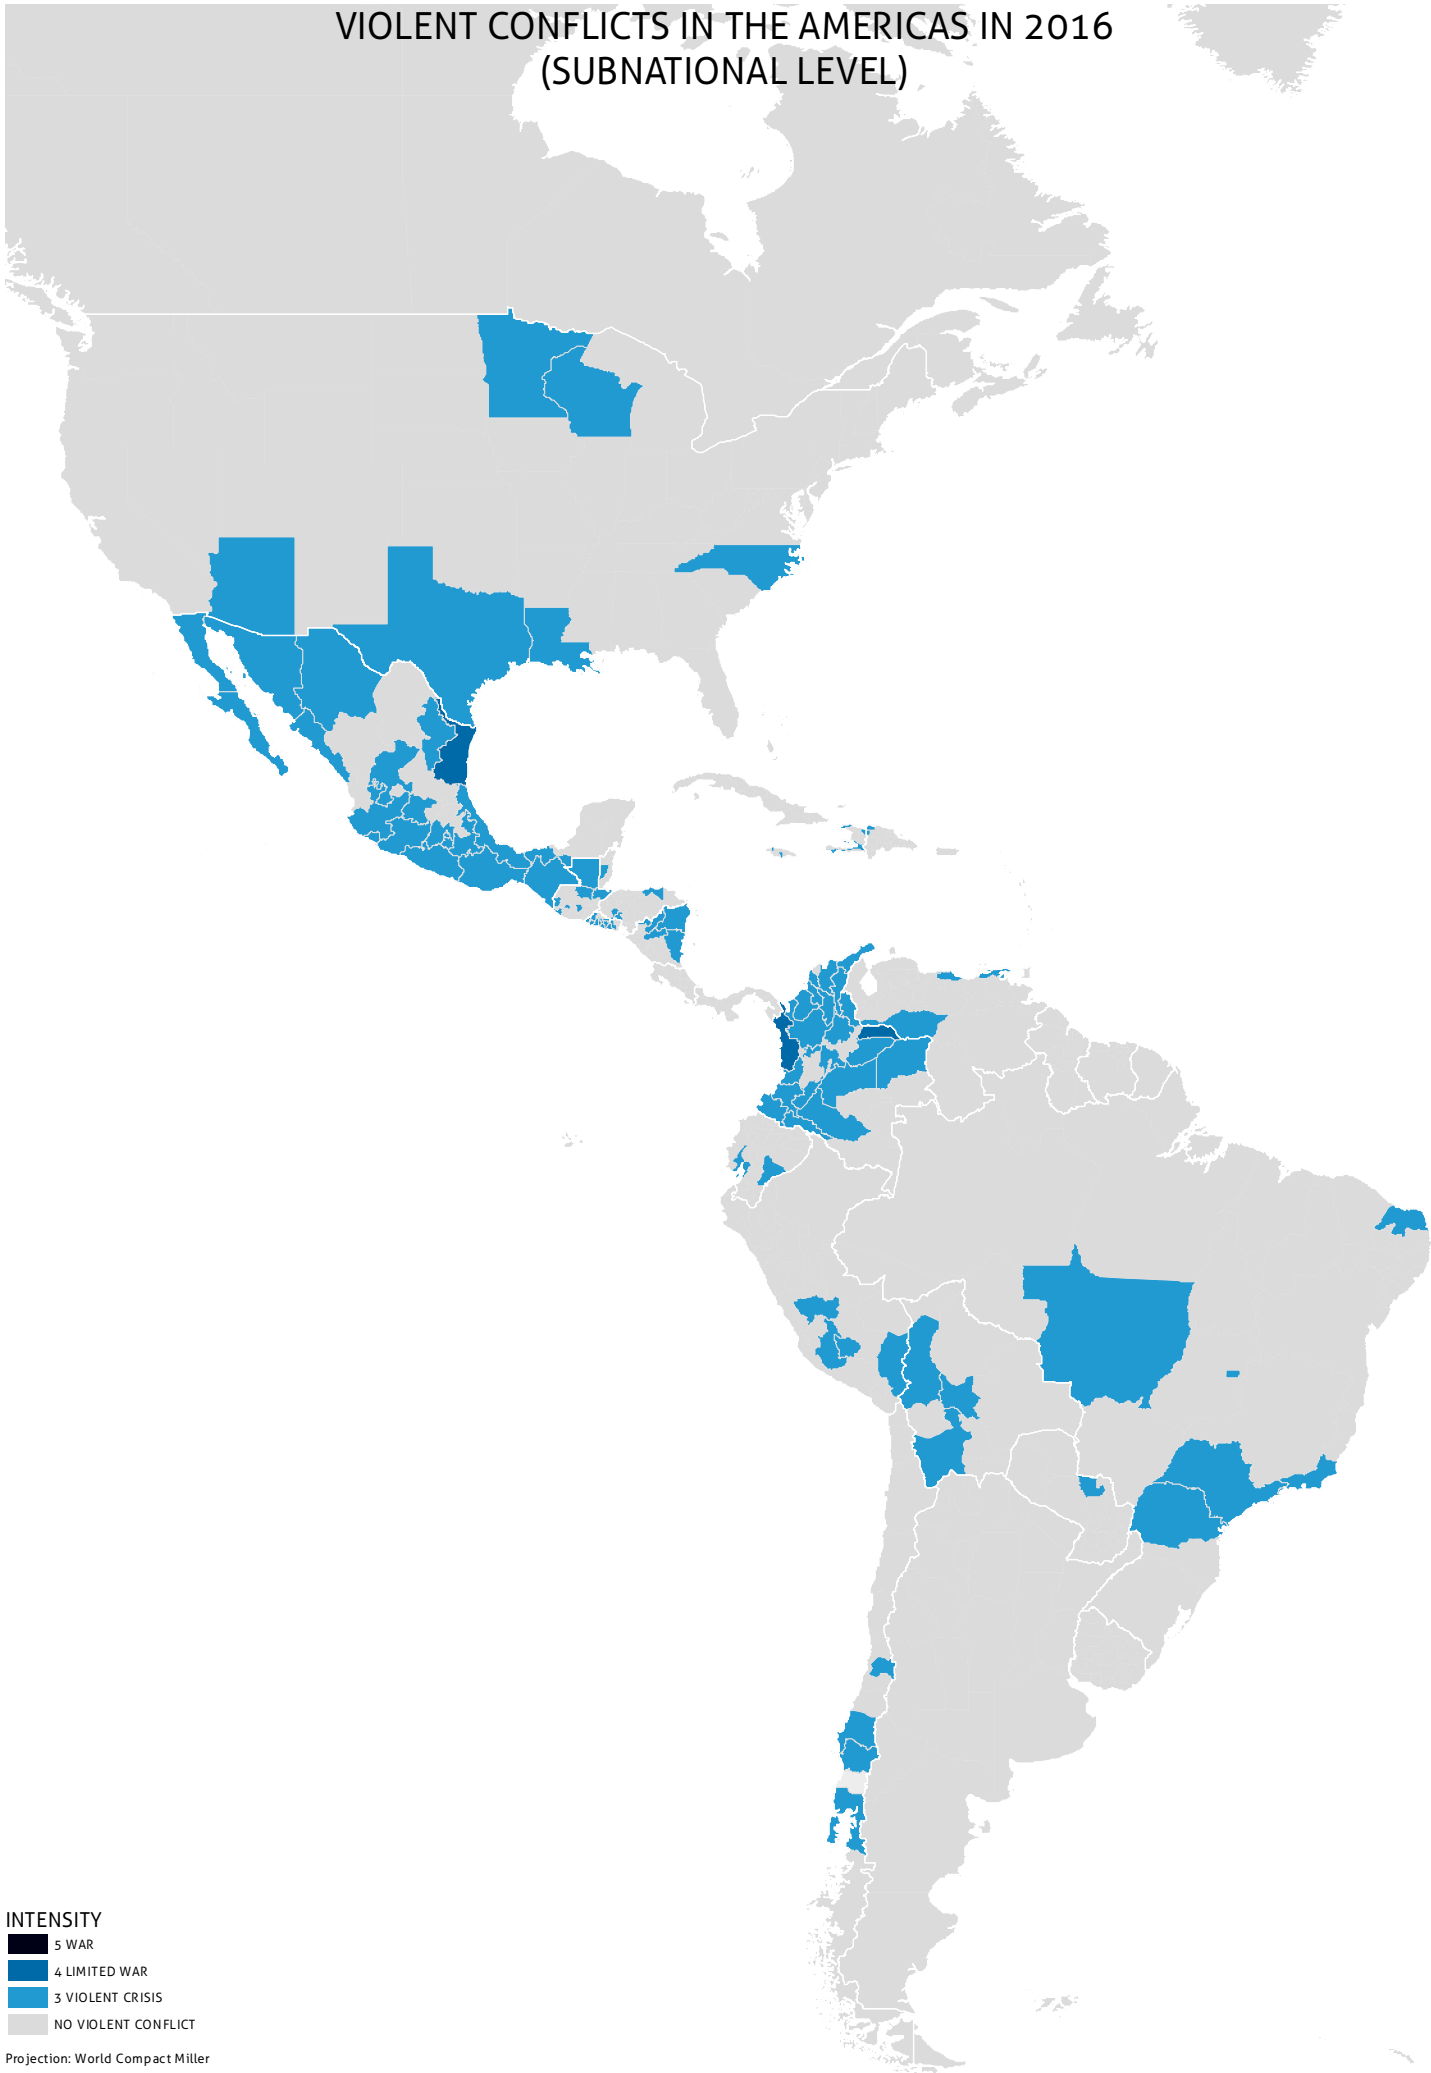 VIOLENT CONFLICTS IN THE AMERICAS IN 2016
(SUBNATIONAL LEVEL)
INTENSITY
5 WAR
4 LIMITED WAR
3 VIOLENT CRISIS
NO VIOLENT CONFLICT
Projection: World Compact Miller